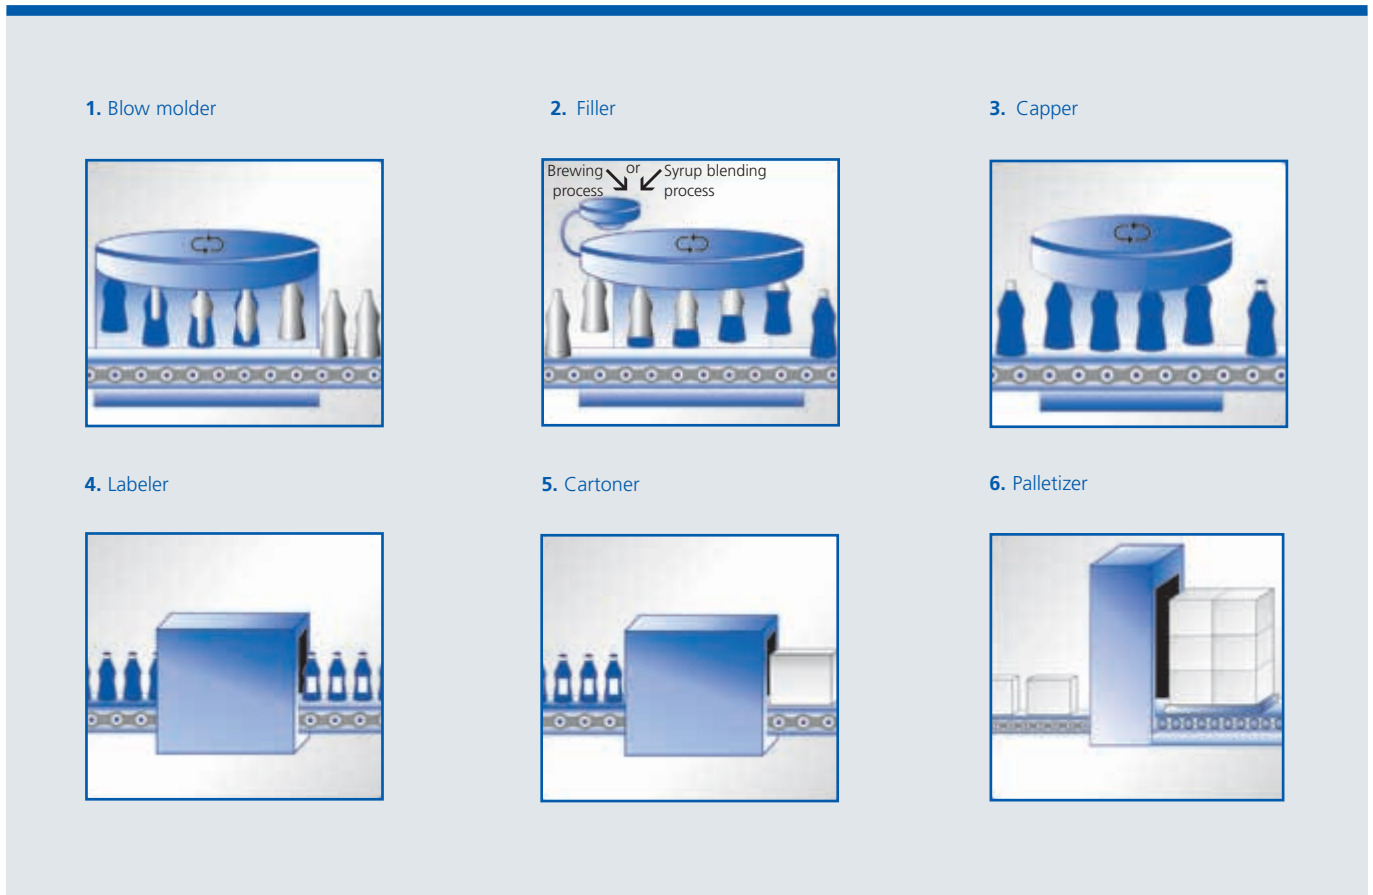 1. Blow molder
2. Filler
3. Capper
Brewing or Syrup blending
process process
4. Labeler
5. Cartoner
6. Palletizer